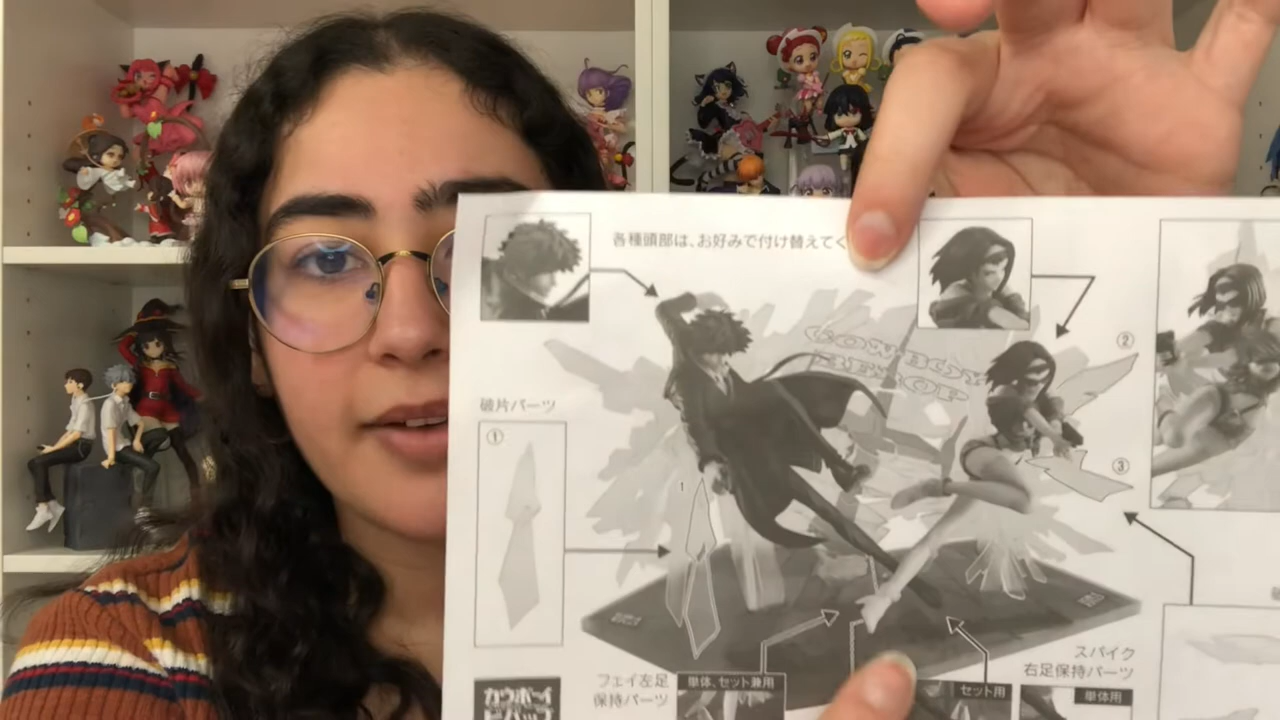 各種頭部は、お好みで付け替えてく
COWBOY
BEBOP
②
破片パーツ
①
③
1
スパイク
右足保持パーツ
フェイ左足
保持パーツ
単体、セット兼用
セット用
単体用
カウボーイ
ビバップ